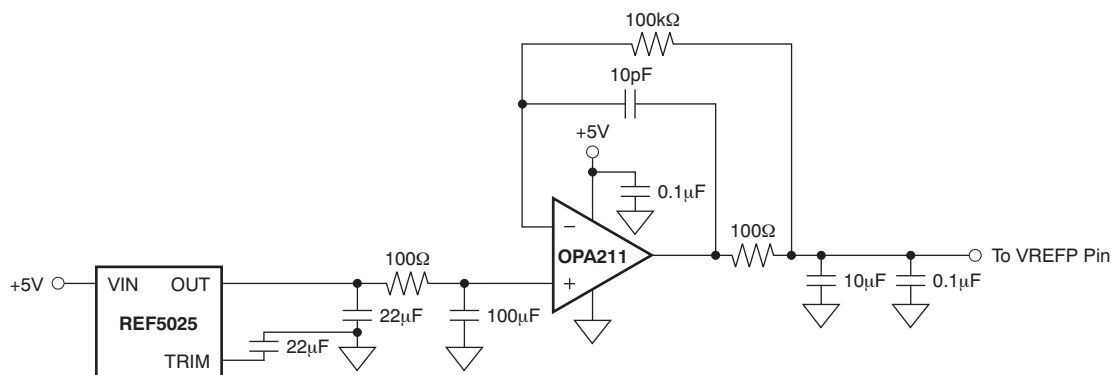 100kΩ
10pF
+5V
0.1μF
100Ω
OPA211
−
+
To VREFP Pin
10μF
0.1μF
+5V
VIN
OUT
REF5025
TRIM
22μF
22μF
100Ω
100μF